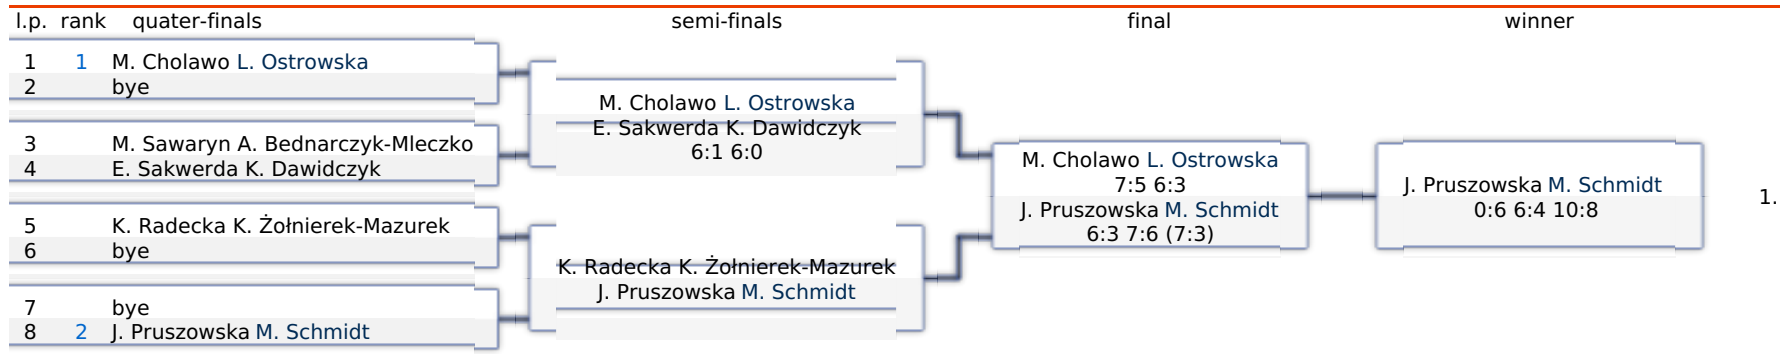 l.p. rank quater-finals semi-finals final winner
1 1 M. Cholawo L. Ostrowska
2 bye
3 M. Sawaryn A. Bednarczyk-Mleczko
4 E. Sakwerda K. Dawidczyk
5 K. Radecka K. Żołnierek-Mazurek
6 bye
7 bye
8 2 J. Pruszowska M. Schmidt
M. Cholawo L. Ostrowska
E. Sakwerda K. Dawidczyk
6:1 6:0
K. Radecka K. Żołnierek-Mazurek
J. Pruszowska M. Schmidt
M. Cholawo L. Ostrowska
7:5 6:3
J. Pruszowska M. Schmidt
6:3 7:6 (7:3)
J. Pruszowska M. Schmidt
0:6 6:4 10:8
1.